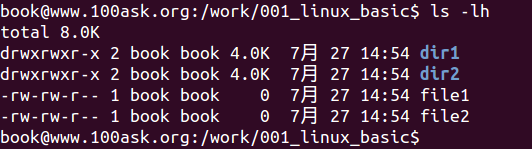 book@www.100ask.org:/work/001_linux_basic$ ls -lh
total 8.0K
drwxrwxr-x 2 book book 4.0K  7月 27 14:54 dir1
drwxrwxr-x 2 book book 4.0K  7月 27 14:54 dir2
-rw-rw-r-- 1 book book    0  7月 27 14:54 file1
-rw-rw-r-- 1 book book    0  7月 27 14:54 file2
book@www.100ask.org:/work/001_linux_basic$